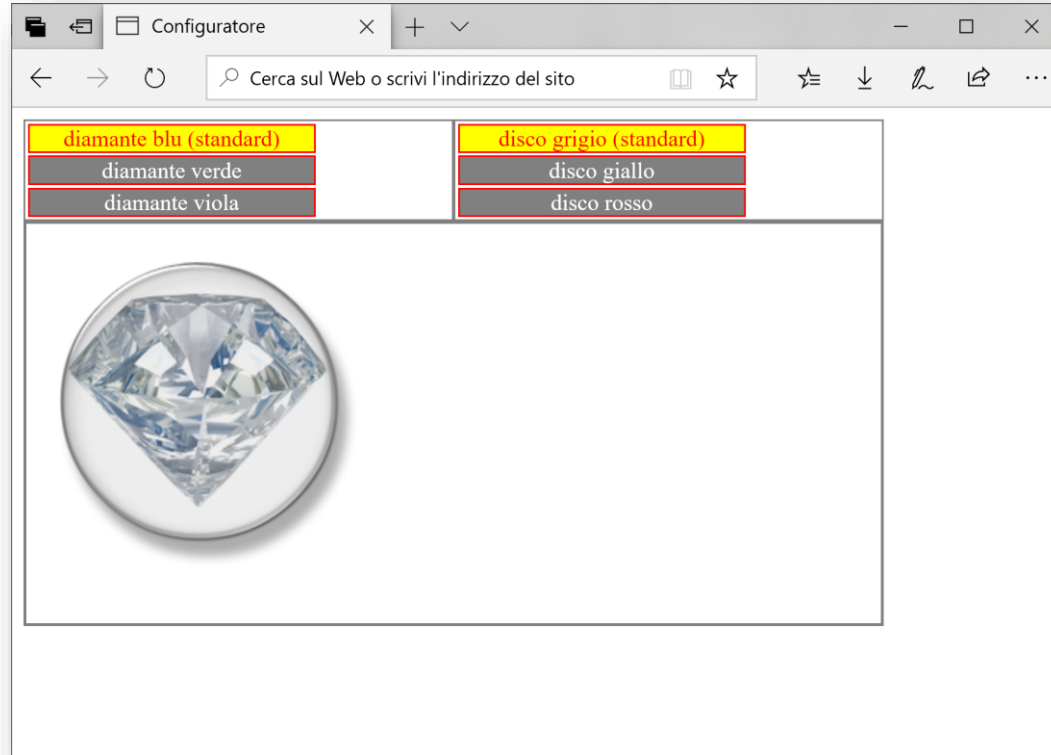 Configuratore
Cerca sul Web o scrivi l'indirizzo del sito
diamante blu (standard)
diamante verde
diamante viola
disco grigio (standard)
disco giallo
disco rosso